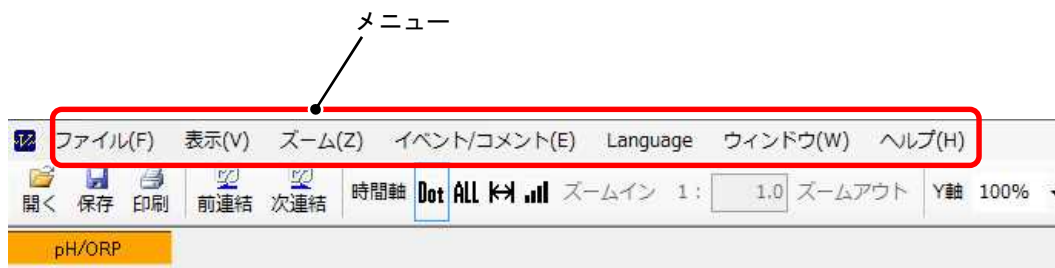 メニュー
ファイル(F) 表示(V) ズーム(Z) イベント/コメント(E) Language ウィンドウ(W) ヘルプ(H)
開く 保存 印刷 前連結 次連結 時間軸 Dot ALL ズームイン 1: 1.0 ズームアウト Y軸 100%
pH/ORP